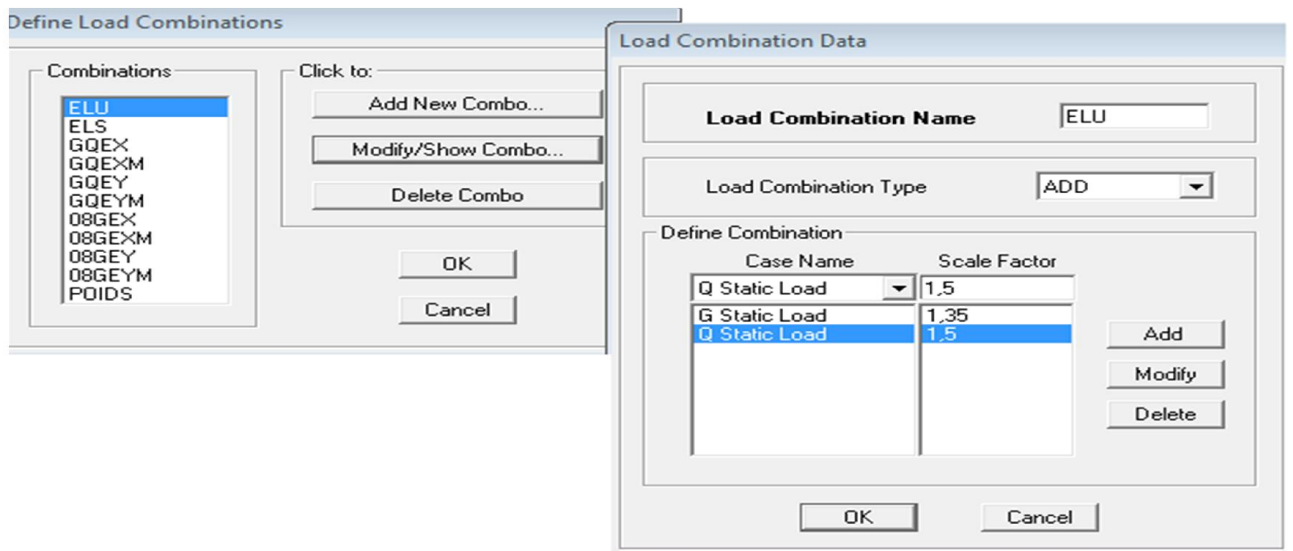 Define Load Combinations
Combinations
ELU
ELS
GQEX
GQEXM
GQEY
GQEYM
08GEX
08GEXM
08GEY
08GEYM
POIDS
Click to:
Add New Combo...
Modify/Show Combo...
Delete Combo
OK
Cancel
Load Combination Data
Load Combination Name ELU
Load Combination Type ADD
Define Combination
Case Name Scale Factor
Q Static Load 1,5
G Static Load 1,35
Q Static Load 1,5
Add
Modify
Delete
OK Cancel